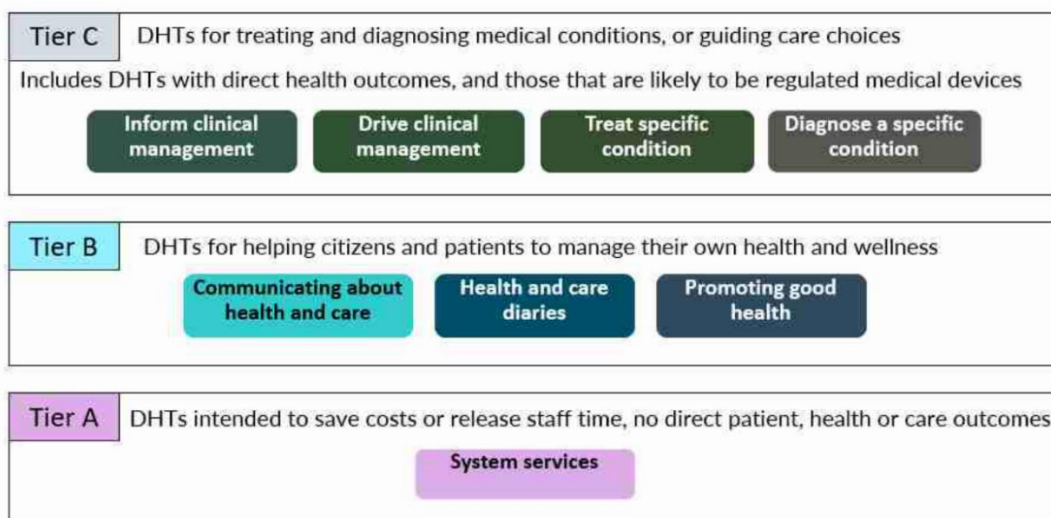 Tier C
DHTs for treating and diagnosing medical conditions, or guiding care choices
Includes DHTs with direct health outcomes, and those that are likely to be regulated medical devices
Inform clinical
management
Drive clinical
management
Treat specific
condition
Diagnose a specific
condition
Tier B
DHTs for helping citizens and patients to manage their own health and wellness
Communicating about
health and care
Health and care
diaries
Promoting good
health
Tier A
DHTs intended to save costs or release staff time, no direct patient, health or care outcomes
System services